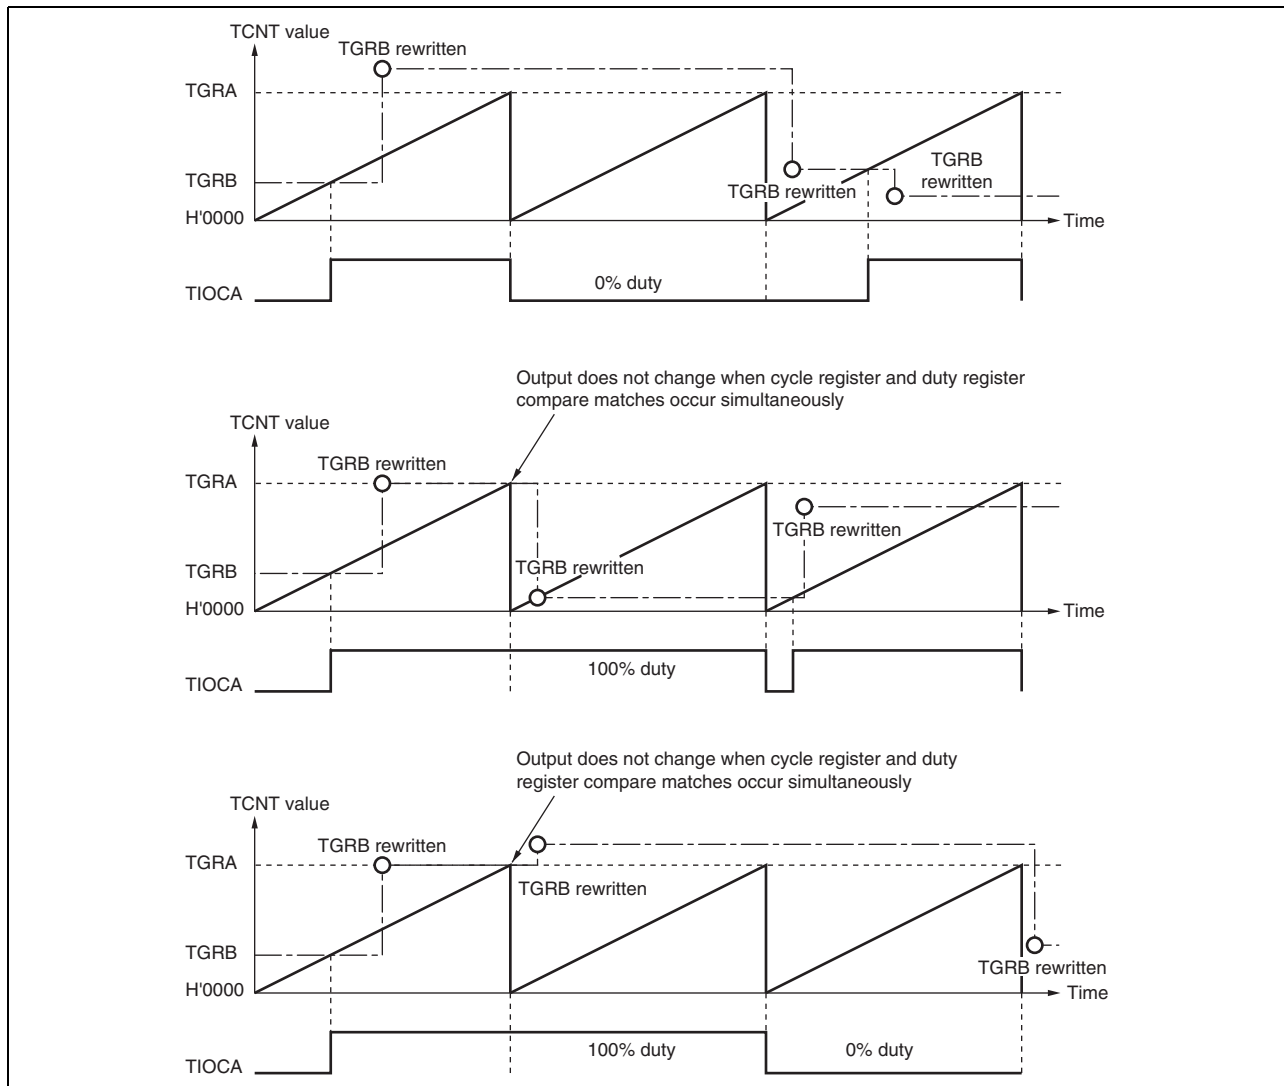 TCNT value
TGRB rewritten
TGRA
TGRB rewritten
TGRB
TGRB rewritten
H'0000
Time
0% duty
TIOCA
Output does not change when cycle register and duty register
compare matches occur simultaneously
TCNT value
TGRB rewritten
TGRA
TGRB rewritten
TGRB rewritten
TGRB
H'0000
Time
100% duty
TIOCA
Output does not change when cycle register and duty
register compare matches occur simultaneously
TCNT value
TGRB rewritten
TGRA
TGRB rewritten
TGRB
TGRB rewritten
H'0000
Time
100% duty
0% duty
TIOCA